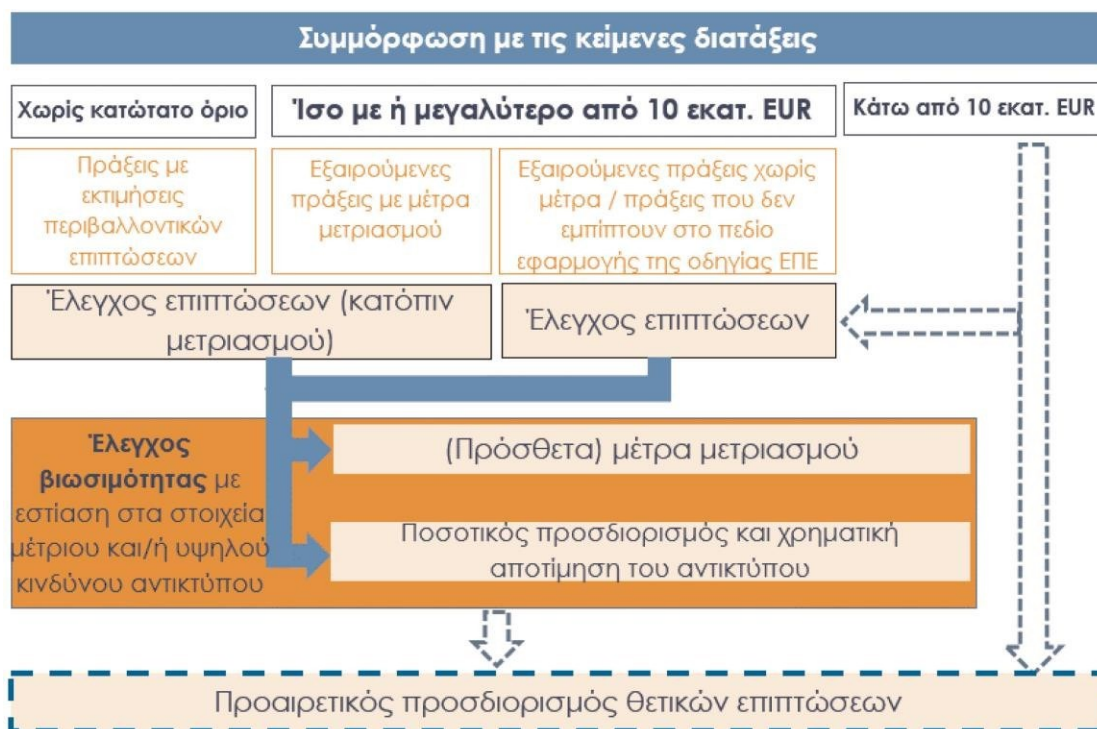 Συμμόρφωση με τις κείμενες διατάξεις
Χωρίς κατώτατο όριο
Ίσο με ή μεγαλύτερο από 10 εκατ. EUR
Κάτω από 10 εκατ. EUR
Πράξεις με
εκτιμήσεις
περιβαλλοντικών
επιπτώσεων
Εξαιρούμενες
πράξεις με μέτρα
μετριασμού
Εξαιρούμενες πράξεις χωρίς
μέτρα / πράξεις που δεν
εμπίπτουν στο πεδίο
εφαρμογής της οδηγίας ΕΠΕ
Έλεγχος επιπτώσεων (κατόπιν
μετριασμού)
Έλεγχος επιπτώσεων
Έλεγχος
βιωσιμότητας με
εστίαση στα στοιχεία
μέτριου και/ή υψηλού
κινδύνου αντικτύπου
(Πρόσθετα) μέτρα μετριασμού
Ποσοτικός προσδιορισμός και χρηματική
αποτίμηση του αντικτύπου
Προαιρετικός προσδιορισμός θετικών επιπτώσεων